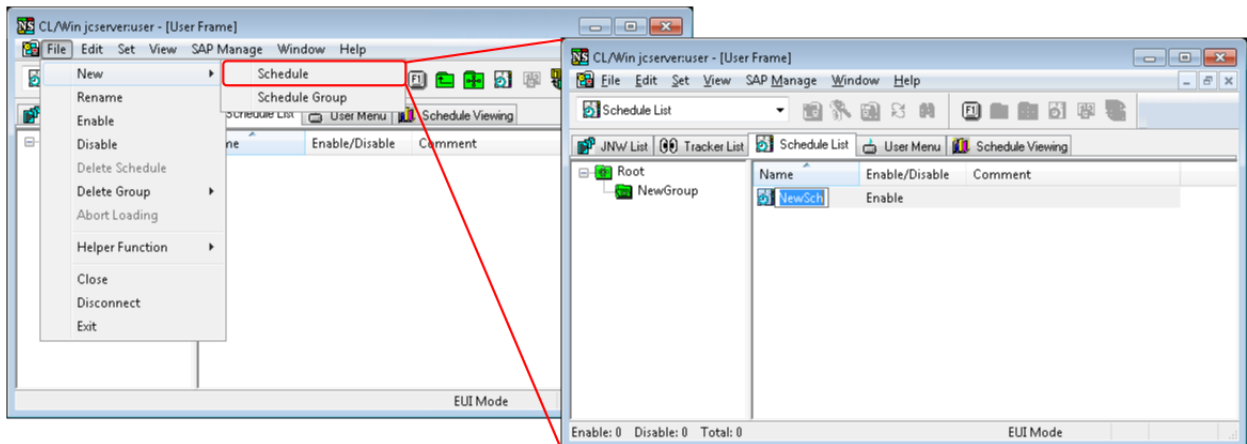 CL/Win jcserver:user - [User Frame]
File Edit Set View SAP Manage Window Help
New
Rename
Enable
Disable
Delete Schedule
Delete Group
Abort Loading
Helper Function
Close
Disconnect
Exit
Schedule
Schedule Group
Schedule List User Menu Schedule Viewing
Enable/Disable Comment
EUI Mode
CL/Win jcserver:user - [User Frame]
File Edit Set View SAP Manage Window Help
Schedule List
F1
JNW List Tracker List Schedule List User Menu Schedule Viewing
Root
NewGroup
Name Enable/Disable Comment
NewSch Enable
Enable: 0 Disable: 0 Total: 0 EUI Mode